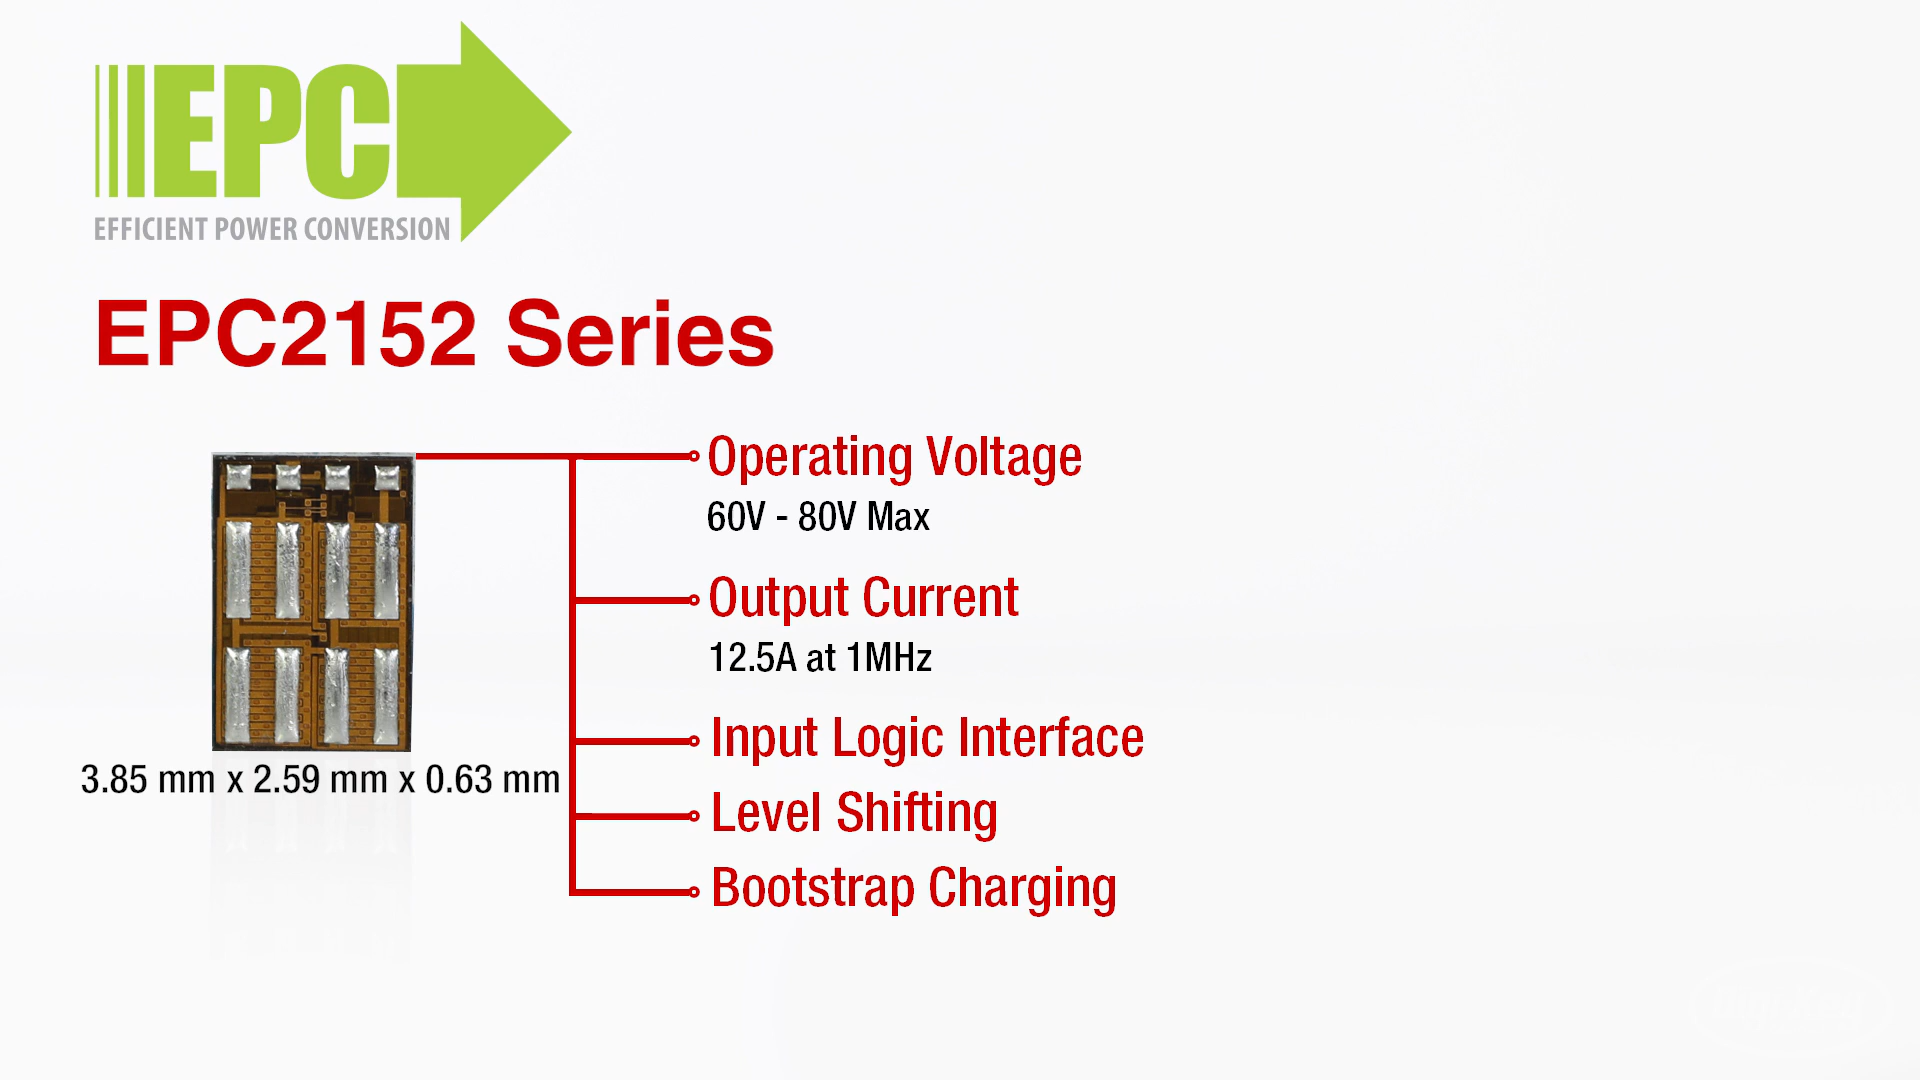 EPC
EFFICIENT POWER CONVERSION
EPC2152 Series
Operating Voltage
60V - 80V Max
Output Current
12.5A at 1MHz
Input Logic Interface
Level Shifting
Bootstrap Charging
3.85 mm x 2.59 mm x 0.63 mm